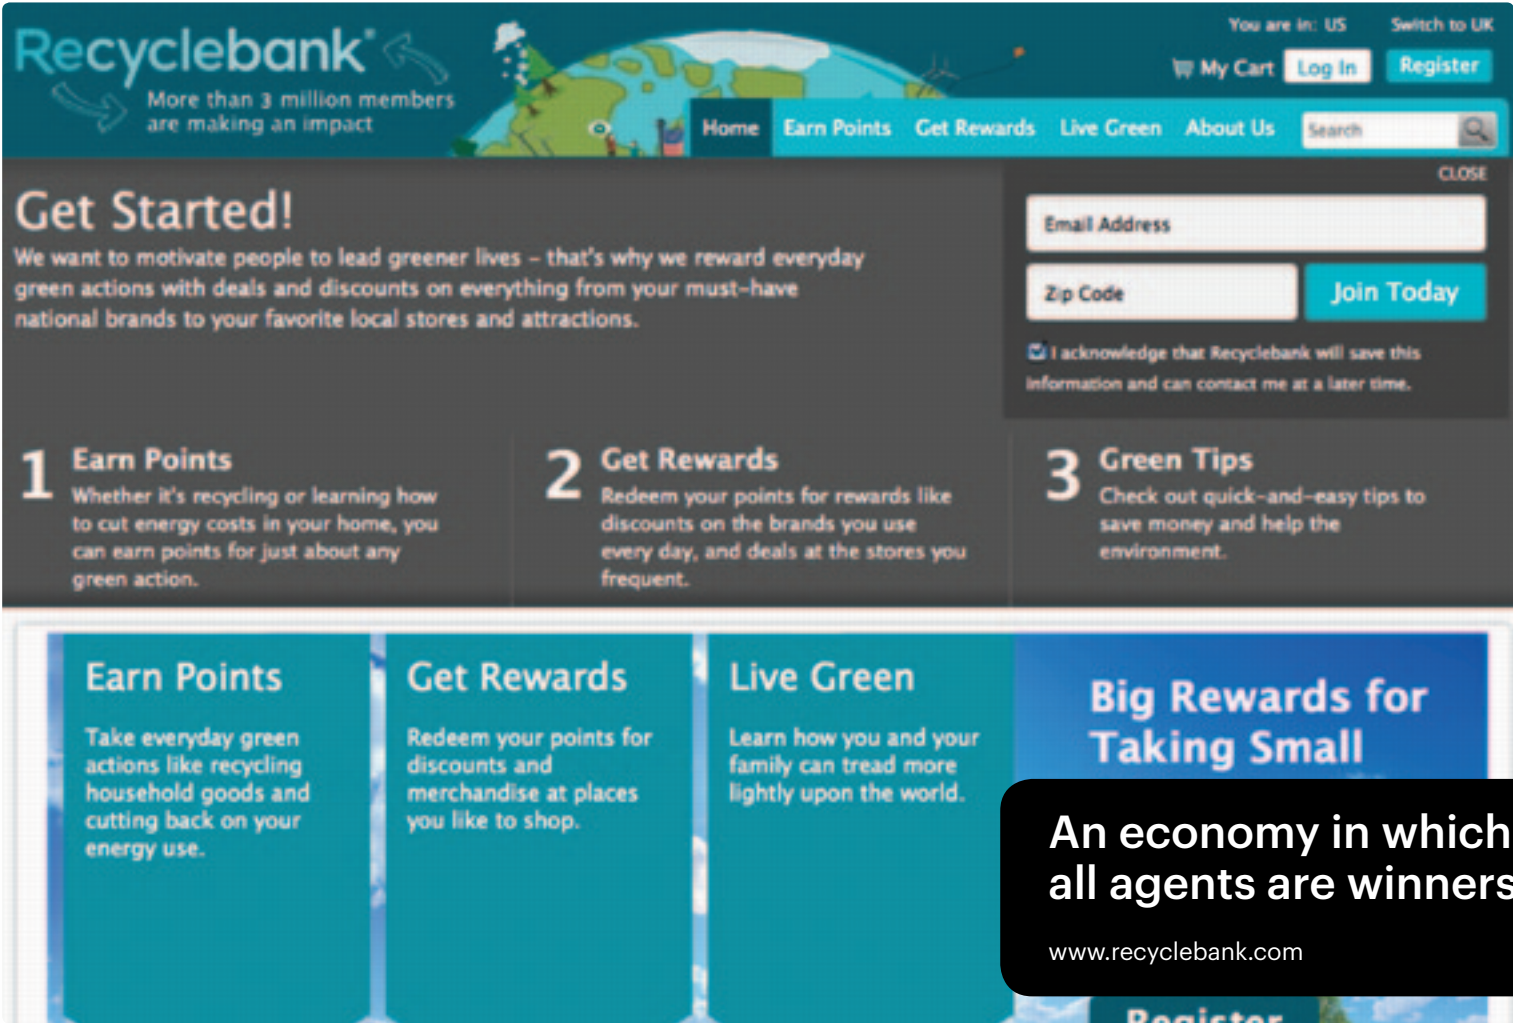 Recyclebank®
More than 3 million members
are making an impact
You are in: US
Switch to UK
My Cart
Log In
Register
Home
Earn Points
Get Rewards
Live Green
About Us
Search
Get Started!
We want to motivate people to lead greener lives – that's why we reward everyday
green actions with deals and discounts on everything from your must-have
national brands to your favorite local stores and attractions.
CLOSE
Email Address
Zip Code
Join Today
I acknowledge that Recyclebank will save this
information and can contact me at a later time.
1
Earn Points
Whether it's recycling or learning how
to cut energy costs in your home, you
can earn points for just about any
green action.
2
Get Rewards
Redeem your points for rewards like
discounts on the brands you use
every day, and deals at the stores you
frequent.
3
Green Tips
Check out quick-and-easy tips to
save money and help the
environment.
Earn Points
Take everyday green
actions like recycling
household goods and
cutting back on your
energy use.
Get Rewards
Redeem your points for
discounts and
merchandise at places
you like to shop.
Live Green
Learn how you and your
family can tread more
lightly upon the world.
Big Rewards for
Taking Small
An economy in which
all agents are winners
www.recyclebank.com
Register